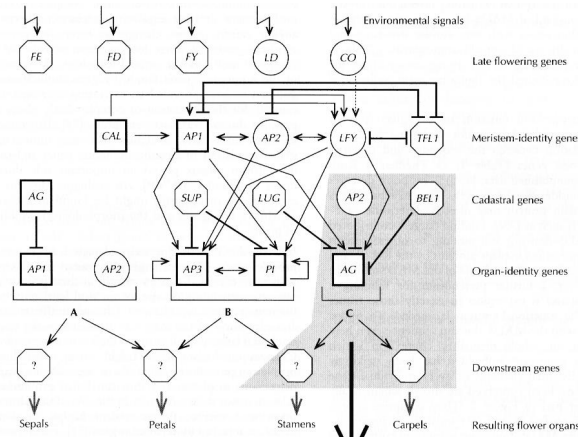 Environmental signals
FE FD FY LD CO Late flowering genes
CAL AP1 AP2 LFY TFL1 Meristem-identity gene
AG SUP LUG AP2 BEL1 Cadastral genes
AP1 AP2 AP3 PI AG Organ-identity genes
A B C
? ? ? ? Downstream genes
Sepals Petals Stamens Carpels Resulting flower organs